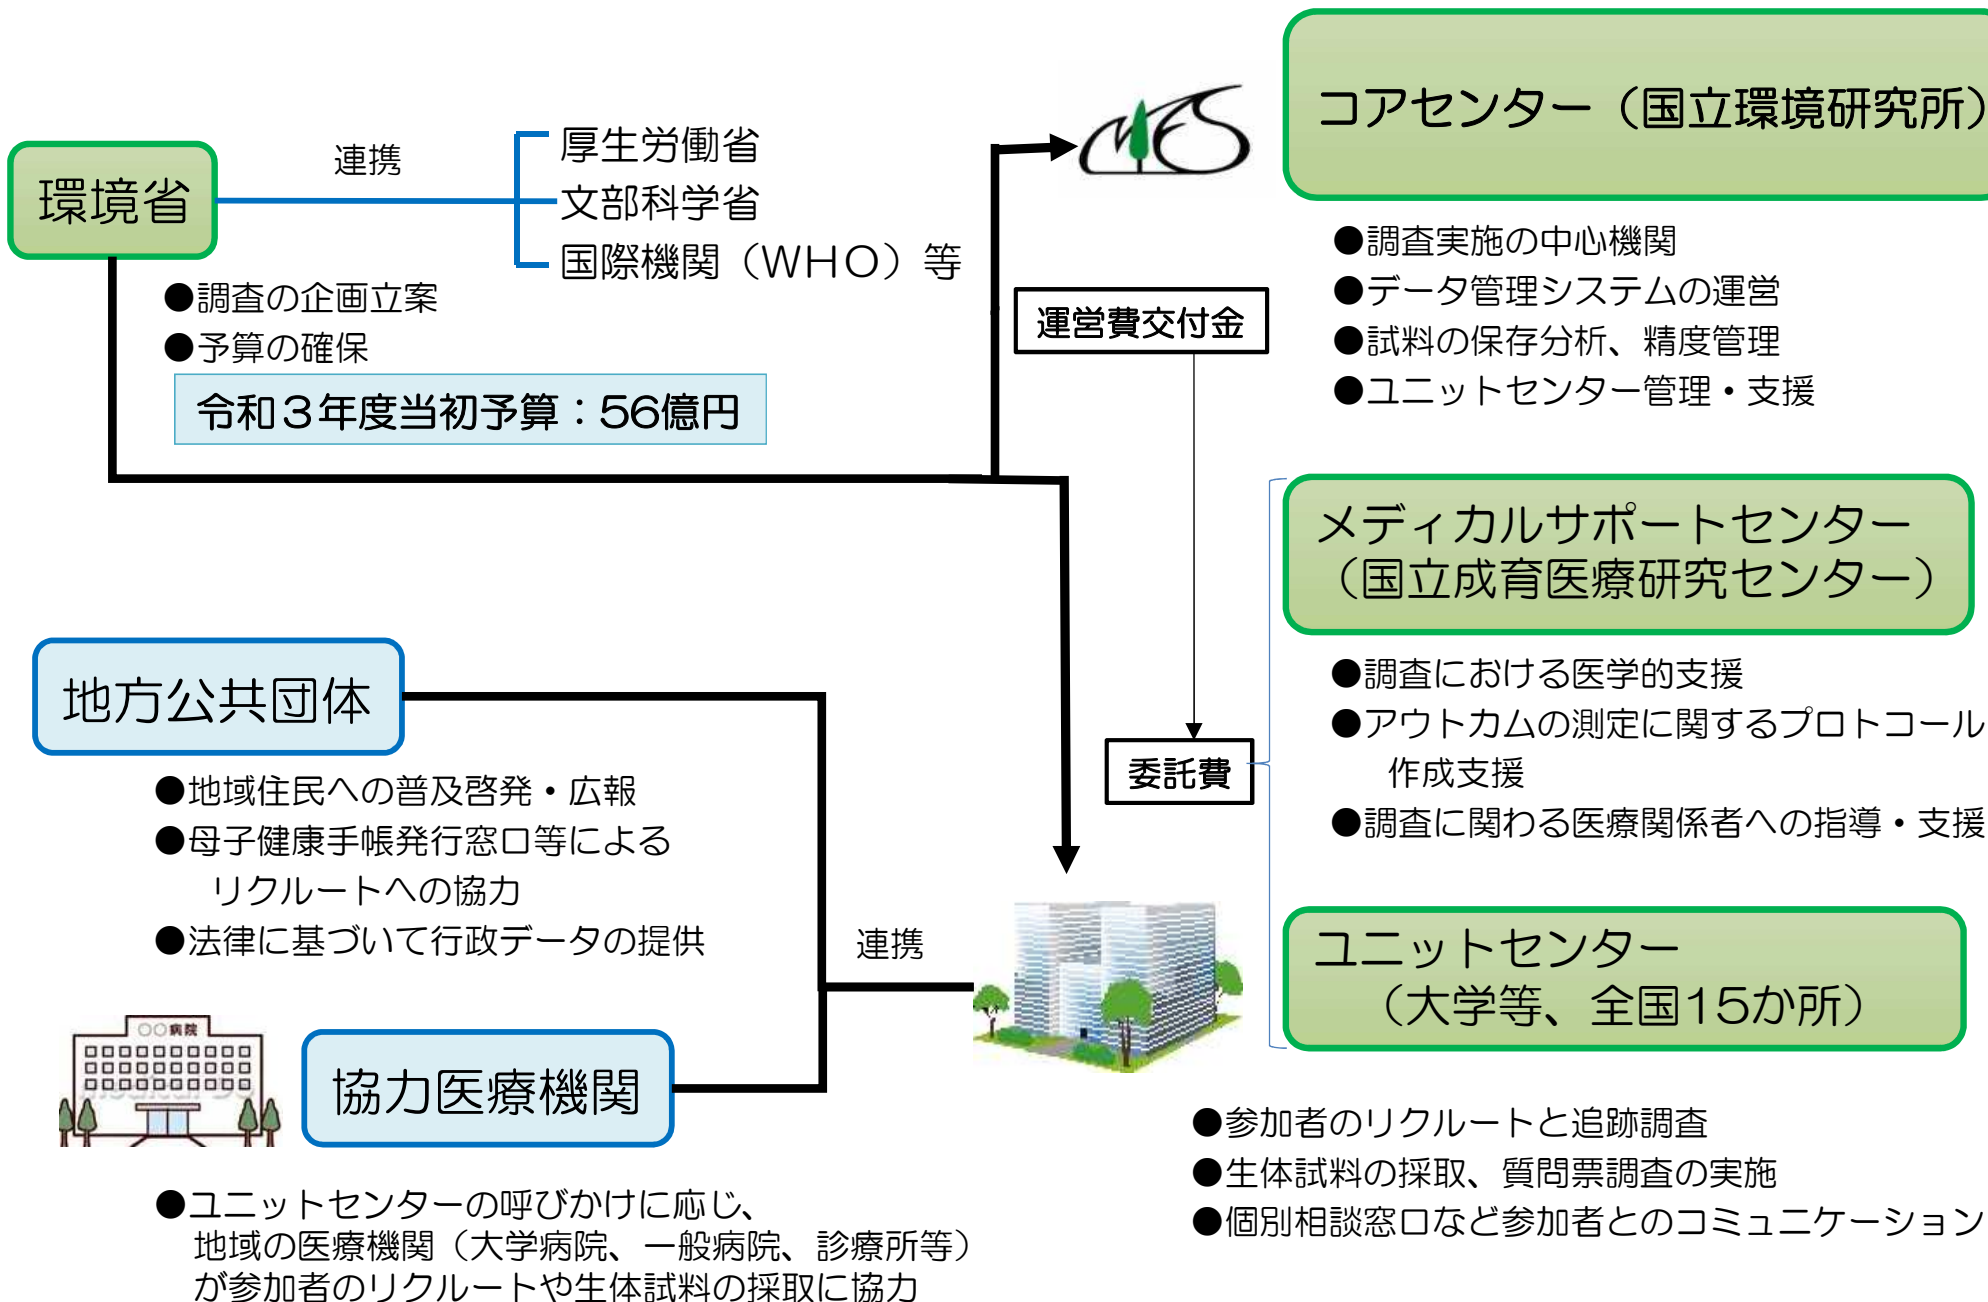 コアセンター（国立環境研究所）
●調査実施の中心機関
●データ管理システムの運営
●試料の保存分析、精度管理
●ユニットセンター管理・支援
環境省
連携
厚生労働省
文部科学省
国際機関（ＷＨＯ）等
●調査の企画立案
●予算の確保
令和３年度当初予算：56億円
運営費交付金
委託費
メディカルサポートセンター
（国立成育医療研究センター）
●調査における医学的支援
●アウトカムの測定に関するプロトコール
作成支援
●調査に関わる医療関係者への指導・支援
地方公共団体
●地域住民への普及啓発・広報
●母子健康手帳発行窓口等による
リクルートへの協力
●法律に基づいて行政データの提供
連携
ユニットセンター
（大学等、全国15か所）
●参加者のリクルートと追跡調査
●生体試料の採取、質問票調査の実施
●個別相談窓口など参加者とのコミュニケーション
〇〇病院
協力医療機関
●ユニットセンターの呼びかけに応じ、
地域の医療機関（大学病院、一般病院、診療所等）
が参加者のリクルートや生体試料の採取に協力